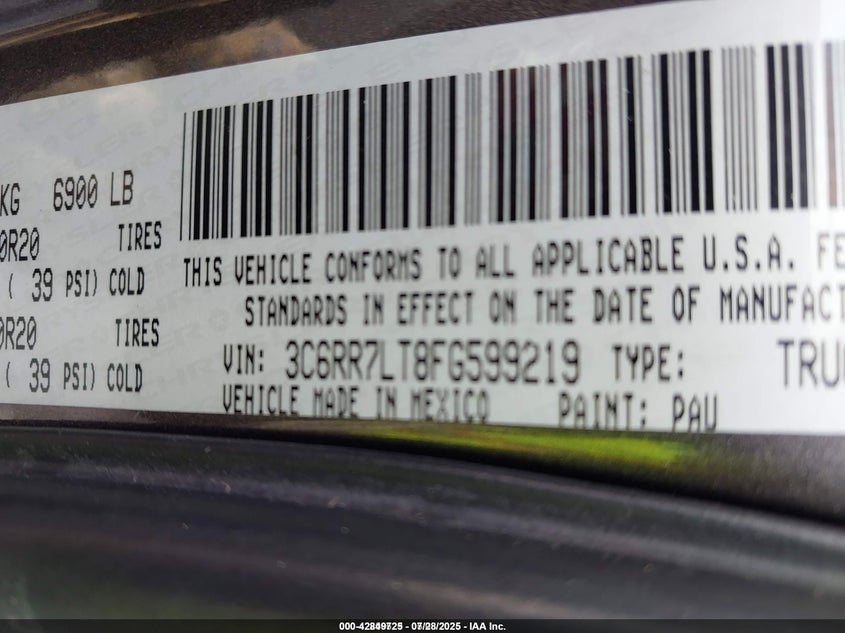 KG 6900 LB
0R20 TIRES
( 39 PSI) COLD
0R20 TIRES
( 39 PSI) COLD
THIS VEHICLE CONFORMS TO ALL APPLICABLE U.S.A. FE
STANDARDS IN EFFECT ON THE DATE OF MANUFACT
VIN: 3C6RR7LT8FG599219 TYPE: TRUC
VEHICLE MADE IN MEXICO PAINT: PAU
07/28/2025 - IAA Inc.